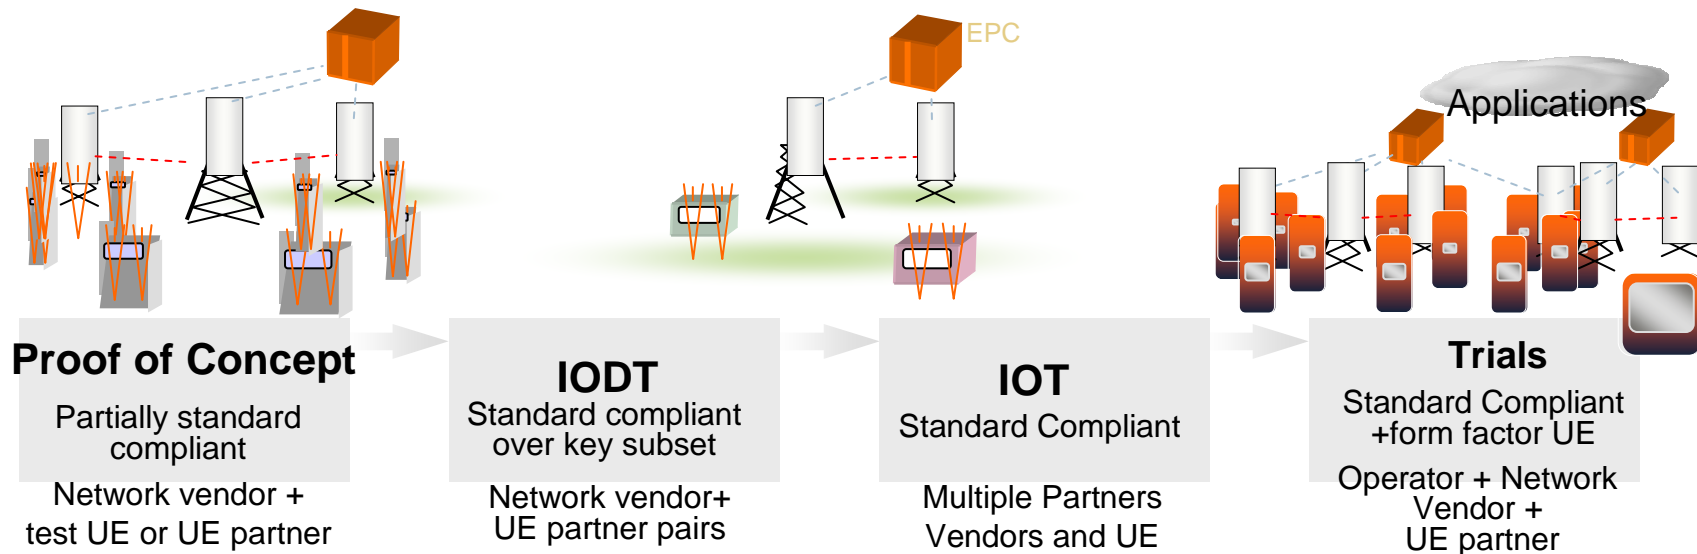 EPC
Applications
Proof of Concept
Partially standard
compliant
Network vendor +
test UE or UE partner
IODT
Standard compliant
over key subset
Network vendor+
UE partner pairs
IOT
Standard Compliant
Multiple Partners
Vendors and UE
Trials
Standard Compliant
+form factor UE
Operator + Network
Vendor +
UE partner